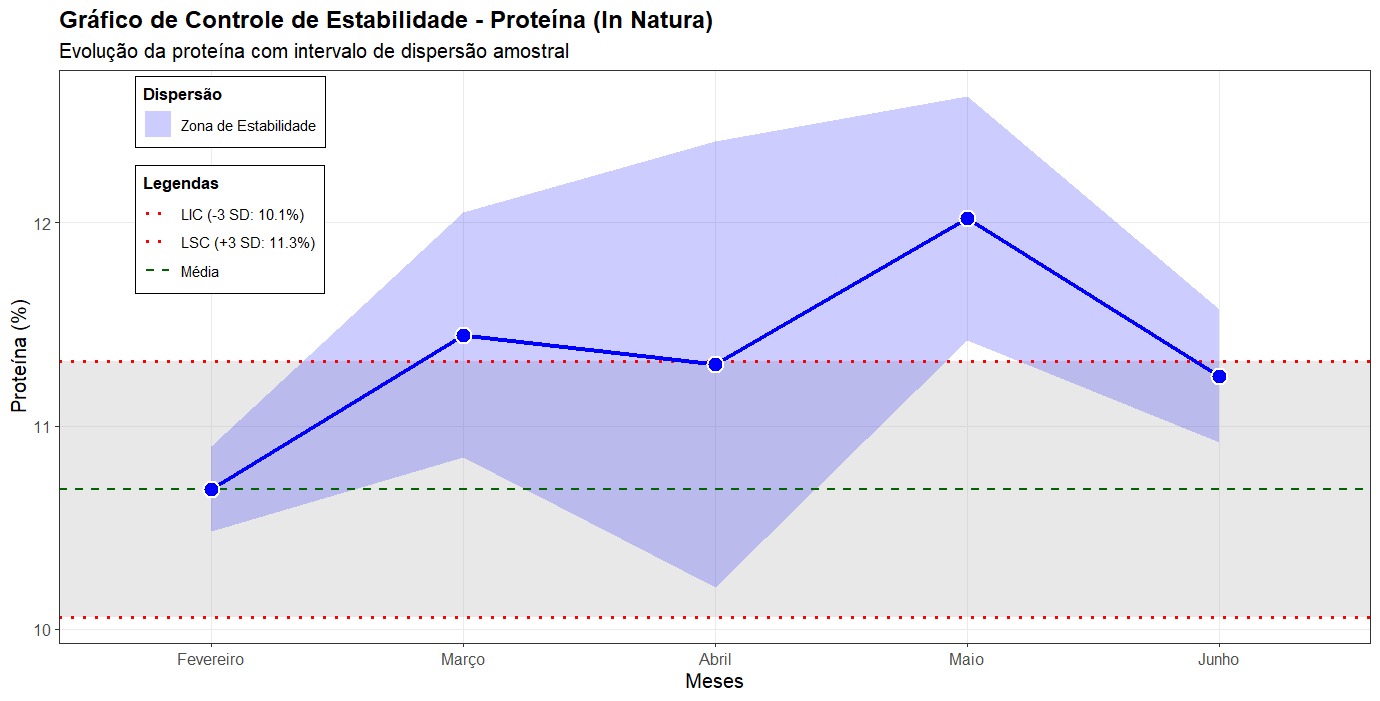 Gráfico de Controle de Estabilidade - Proteína (In Natura)
Evolução da proteína com intervalo de dispersão amostral
Dispersão
Zona de Estabilidade
Legendas
LIC (-3 SD: 10.1%)
LSC (+3 SD: 11.3%)
Média
Proteína (%)
12
11
10
Fevereiro Março Abril Maio Junho
Meses